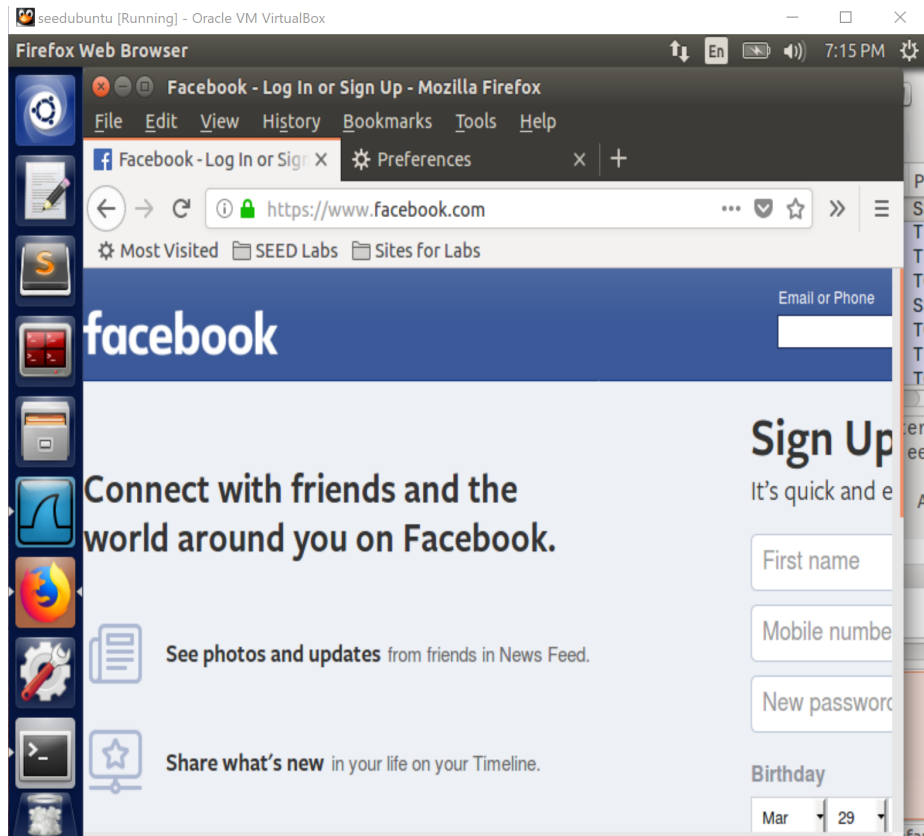 seedubuntu [Running] - Oracle VM VirtualBox
Firefox Web Browser
En
7:15 PM
Facebook - Log In or Sign Up - Mozilla Firefox
File Edit View History Bookmarks Tools Help
Facebook - Log In or Sign
Preferences
https://www.facebook.com
Most Visited SEED Labs Sites for Labs
Email or Phone
facebook
Sign Up
It's quick and e
Connect with friends and the
world around you on Facebook.
First name
Mobile numbe
New password
See photos and updates from friends in News Feed.
Share what's new in your life on your Timeline.
Birthday
Mar 29